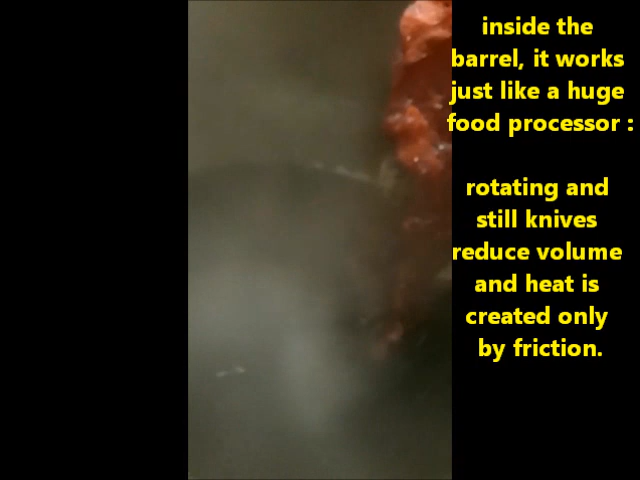 inside the
barrel, it works
just like a huge
food processor :
rotating and
still knives
reduce volume
and heat is
created only
by friction.